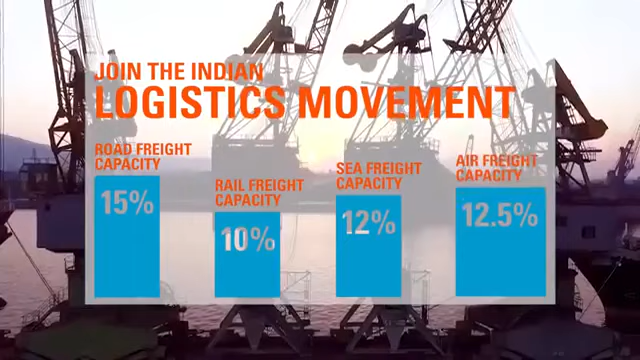 JOIN THE INDIAN
LOGISTICS MOVEMENT
ROAD FREIGHT
CAPACITY
15%
RAIL FREIGHT
CAPACITY
10%
SEA FREIGHT
CAPACITY
12%
AIR FREIGHT
CAPACITY
12.5%